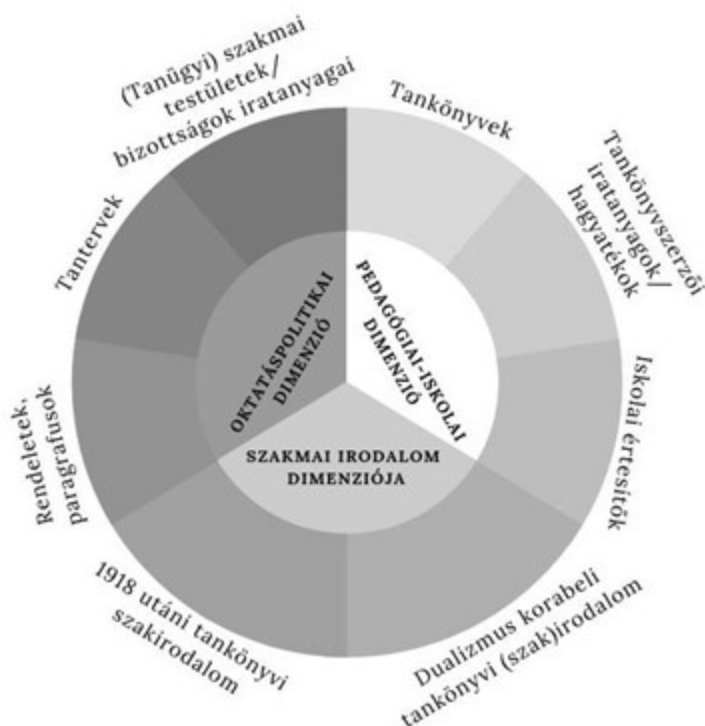 (Tanügyi) szakmai
testületek/
bizottságok iratanyagai
Tankönyvek
Tankönyvszerzői
iratanyagok/
hagyatékok
Tantervek
OKTATÁSPOLITIKAI
DIMENZIÓ
PEDAGÓGIAI-ISKOLAI
DIMENZIÓ
Iskolai értesítők
Rendeletek,
paragrafusok
SZAKMAI IRODALOM
DIMENZIÓJA
1918 utáni tankönyvi
szakirodalom
Dualizmus korabeli
tankönyvi (szak)irodalom